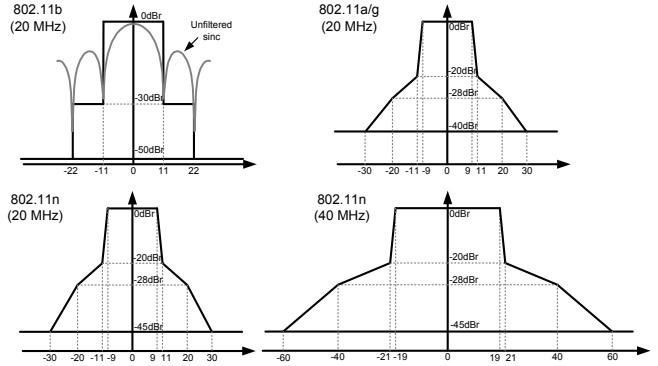 802.11b
(20 MHz)
0dBr
Unfiltered
sinc
-30dBr
-50dBr
-22 -11 0 11 22
802.11a/g
(20 MHz)
0dBr
-20dBr
-28dBr
-40dBr
-30 -20 -11 -9 0 9 11 20 30
802.11n
(20 MHz)
0dBr
-20dBr
-28dBr
-45dBr
-30 -20 -11 -9 0 9 11 20 30
802.11n
(40 MHz)
0dBr
-20dBr
-28dBr
-45dBr
-60 -40 -21 -19 0 19 21 40 60